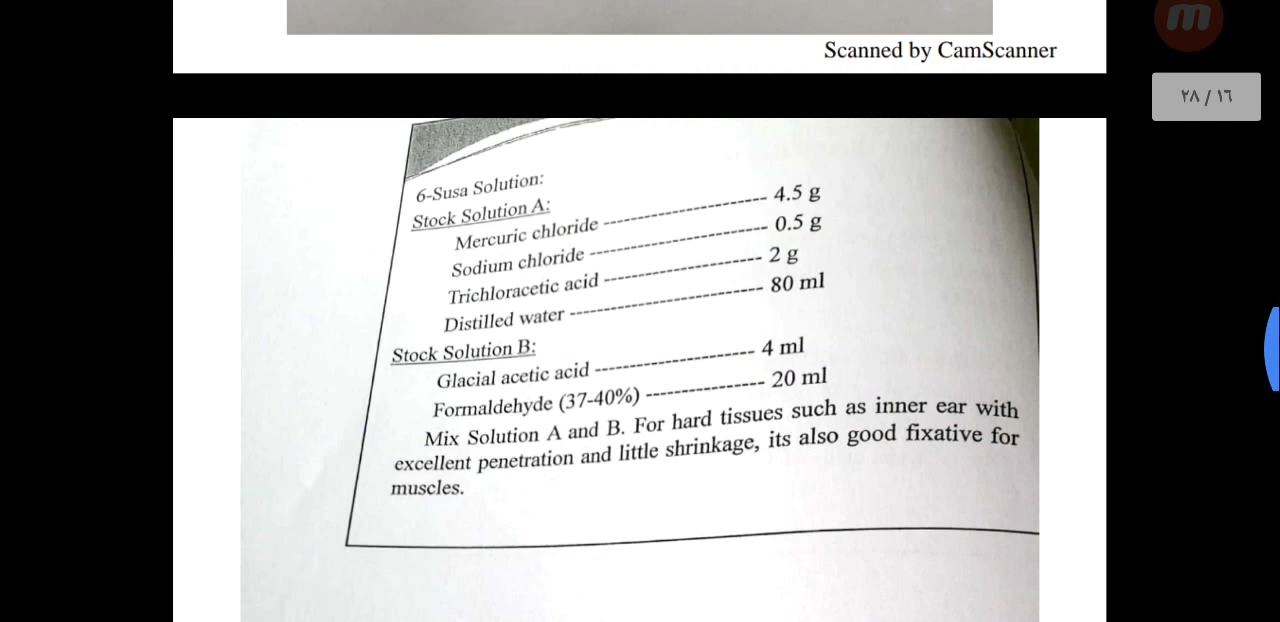 Scanned by CamScanner
٢٨ / ١٦
6-Susa Solution:
Stock Solution A:
Mercuric chloride ------------------------ 4.5 g
Sodium chloride -------------------------- 0.5 g
Trichloracetic acid ----------------------- 2 g
Distilled water ---------------------------- 80 ml
Stock Solution B:
Glacial acetic acid ----------------------- 4 ml
Formaldehyde (37-40%) ---------------- 20 ml
Mix Solution A and B. For hard tissues such as inner ear with
excellent penetration and little shrinkage, its also good fixative for
muscles.